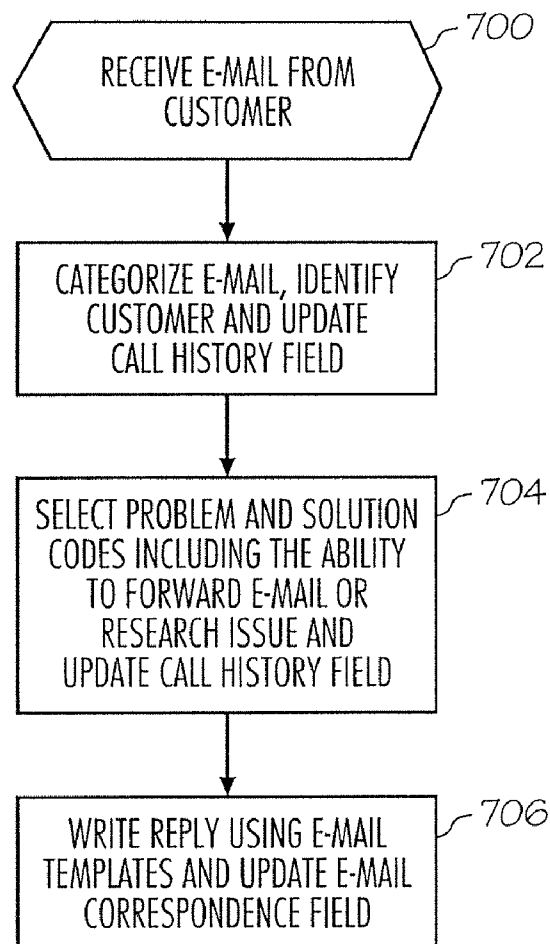 700
RECEIVE E-MAIL FROM
CUSTOMER
702
CATEGORIZE E-MAIL, IDENTIFY
CUSTOMER AND UPDATE
CALL HISTORY FIELD
704
SELECT PROBLEM AND SOLUTION
CODES INCLUDING THE ABILITY
TO FORWARD E-MAIL OR
RESEARCH ISSUE AND
UPDATE CALL HISTORY FIELD
706
WRITE REPLY USING E-MAIL
TEMPLATES AND UPDATE E-MAIL
CORRESPONDENCE FIELD